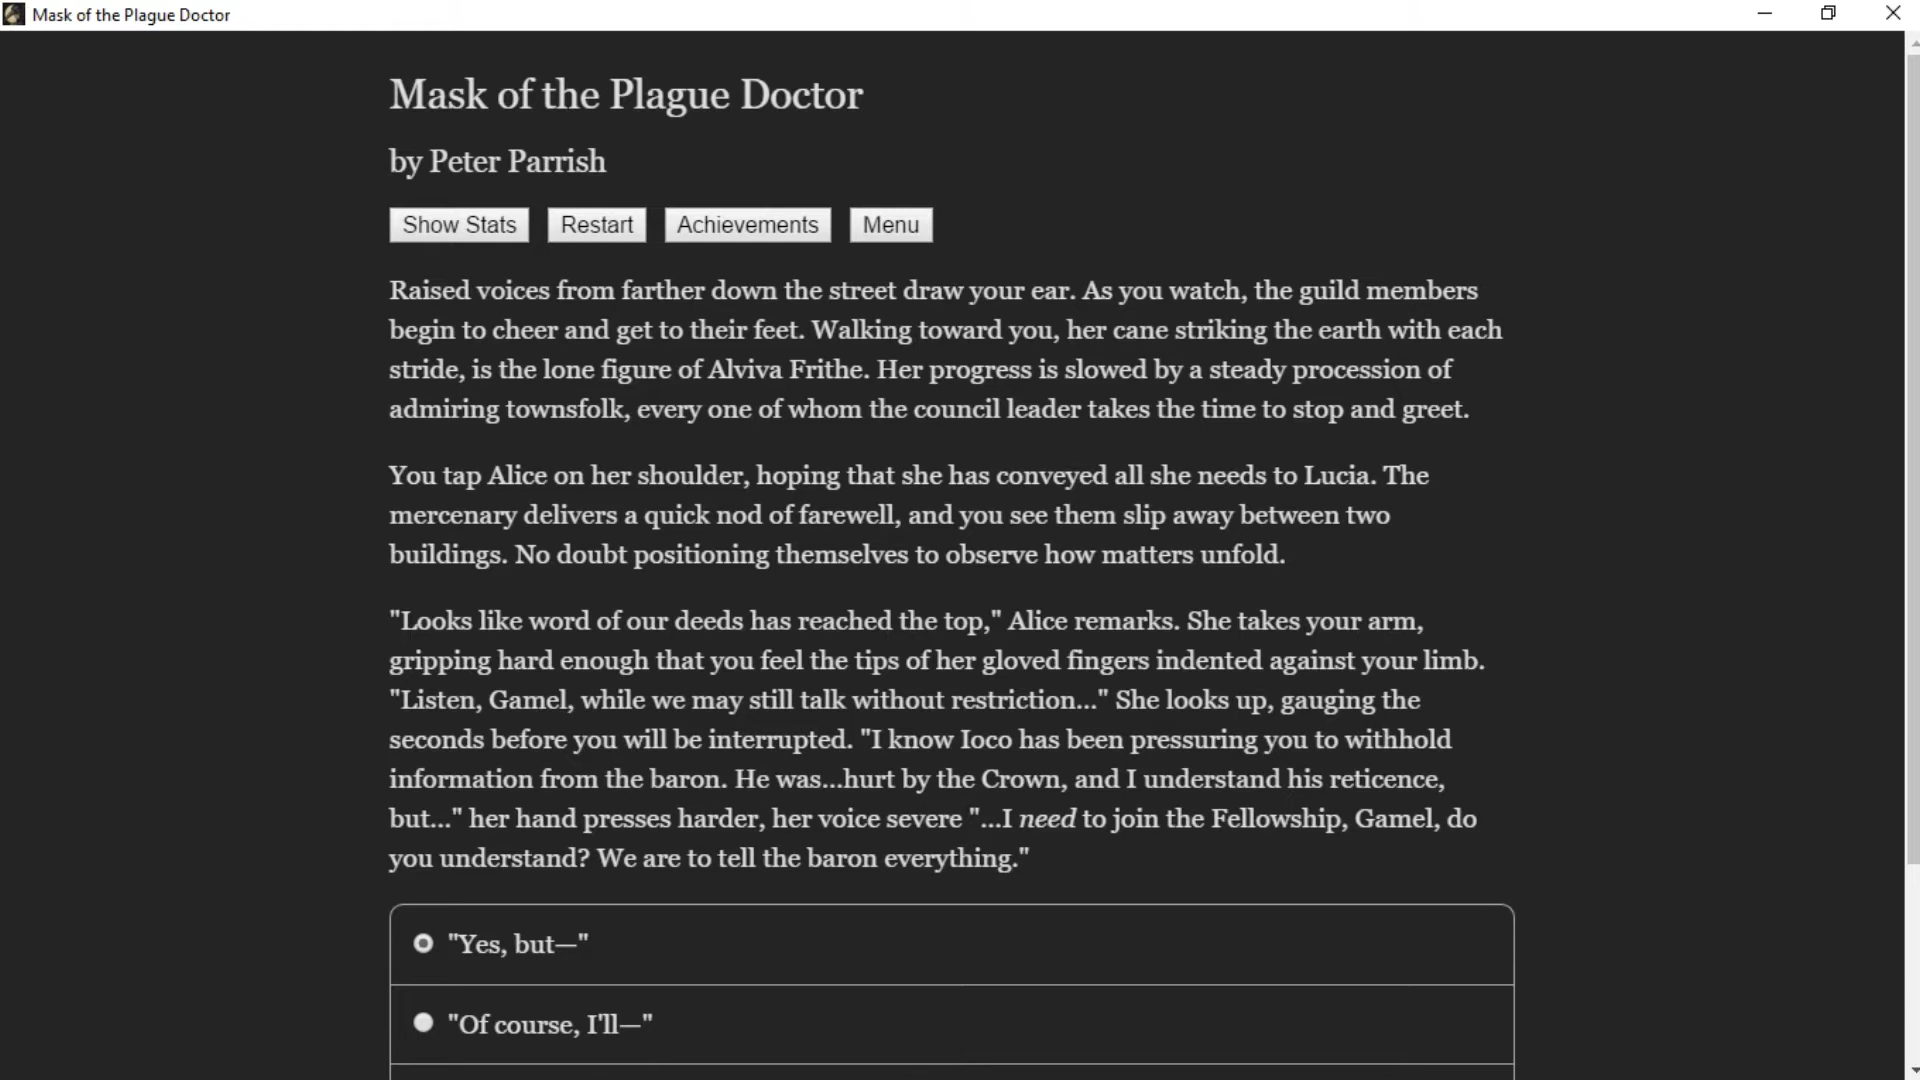 Mask of the Plague Doctor
Mask of the Plague Doctor
by Peter Parrish
Show Stats
Restart
Achievements
Menu
Raised voices from farther down the street draw your ear. As you watch, the guild members
begin to cheer and get to their feet. Walking toward you, her cane striking the earth with each
stride, is the lone figure of Alviva Frithe. Her progress is slowed by a steady procession of
admiring townsfolk, every one of whom the council leader takes the time to stop and greet.
You tap Alice on her shoulder, hoping that she has conveyed all she needs to Lucia. The
mercenary delivers a quick nod of farewell, and you see them slip away between two
buildings. No doubt positioning themselves to observe how matters unfold.
"Looks like word of our deeds has reached the top," Alice remarks. She takes your arm,
gripping hard enough that you feel the tips of her gloved fingers indented against your limb.
"Listen, Gamel, while we may still talk without restriction..." She looks up, gauging the
seconds before you will be interrupted. "I know Ioco has been pressuring you to withhold
information from the baron. He was...hurt by the Crown, and I understand his reticence,
but..." her hand presses harder, her voice severe "...I need to join the Fellowship, Gamel, do
you understand? We are to tell the baron everything."
"Yes, but—"
"Of course, I'll—"